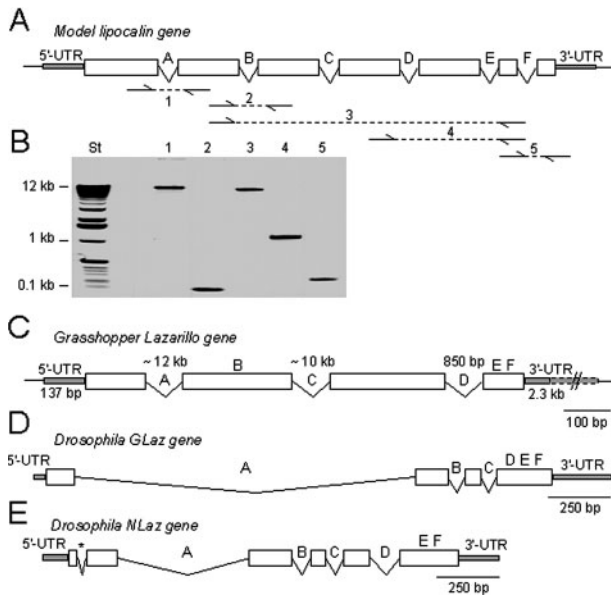 A
Model lipocalin gene
5'-UTR A B C D E F 3'-UTR
1 2
3
4
5
B
St 1 2 3 4 5
12 kb
1 kb
0.1 kb
C
Grasshopper Lazarillo gene
5'-UTR ~12 kb B ~10 kb 850 bp E F 3'-UTR
137 bp A C D 2.3 kb
100 bp
D
Drosophila GLaz gene
5'-UTR A B C D E F 3'-UTR
250 bp
E
Drosophila NLaz gene
5'-UTR * A B C D E F 3'-UTR
250 bp